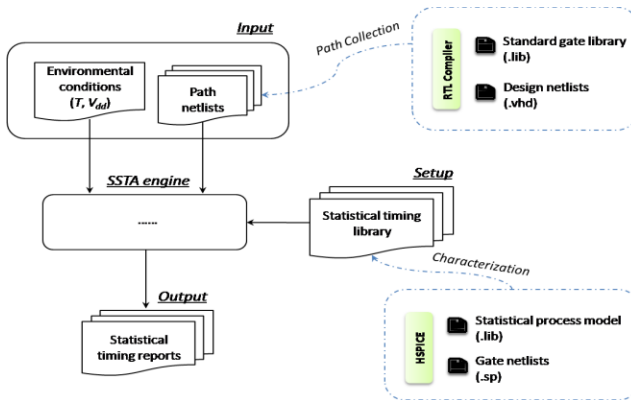 Input
Environmental
conditions
(T, Vdd)
Path
netlists
Path Collection
RTL Complier
Standard gate library
(.lib)
Design netlists
(.vhd)
SSTA engine
......
Setup
Statistical timing
library
Characterization
Output
Statistical
timing reports
HSPICE
Statistical process model
(.lib)
Gate netlists
(.sp)